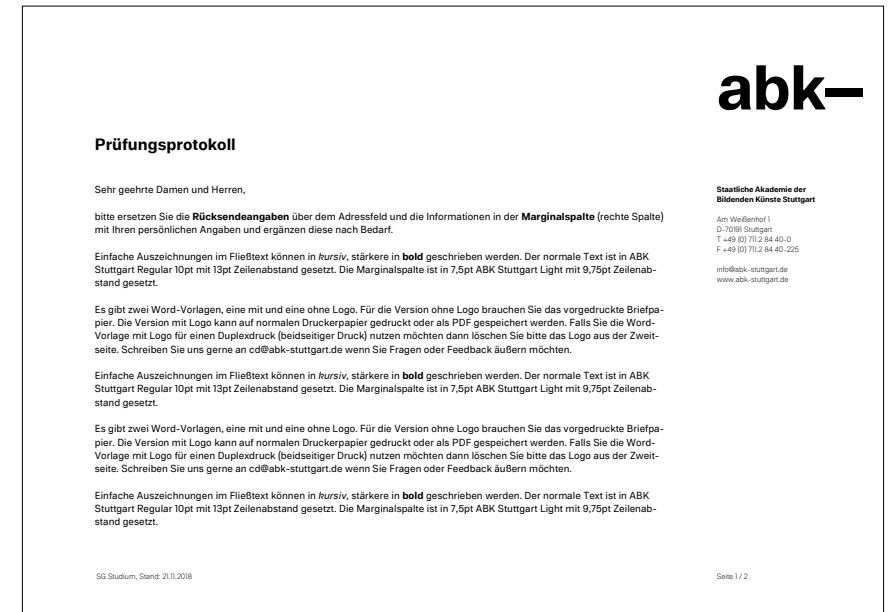 abk–
Prüfungsprotokoll
Sehr geehrte Damen und Herren,
bitte ersetzen Sie die Rücksendeangaben über dem Adressfeld und die Informationen in der Marginalspalte (rechte Spalte)
mit Ihren persönlichen Angaben und ergänzen diese nach Bedarf.
Einfache Auszeichnungen im Fließtext können in kursiv, stärkere in bold geschrieben werden. Der normale Text ist in ABK
Stuttgart Regular 10pt mit 13pt Zeilenabstand gesetzt. Die Marginalspalte ist in 7,5pt ABK Stuttgart Light mit 9,75pt Zeilenab-
stand gesetzt.
Es gibt zwei Word-Vorlagen, eine mit und eine ohne Logo. Für die Version ohne Logo brauchen Sie das vorgedruckte Briefpa-
pier. Die Version mit Logo kann auf normalen Druckerpapier gedruckt oder als PDF gespeichert werden. Falls Sie die Word-
Vorlage mit Logo für einen Duplexdruck (beidseitiger Druck) nutzen möchten dann löschen Sie bitte das Logo aus der Zweit-
seite. Schreiben Sie uns gerne an cd@abk-stuttgart.de wenn Sie Fragen oder Feedback äußern möchten.
Einfache Auszeichnungen im Fließtext können in kursiv, stärkere in bold geschrieben werden. Der normale Text ist in ABK
Stuttgart Regular 10pt mit 13pt Zeilenabstand gesetzt. Die Marginalspalte ist in 7,5pt ABK Stuttgart Light mit 9,75pt Zeilenab-
stand gesetzt.
Es gibt zwei Word-Vorlagen, eine mit und eine ohne Logo. Für die Version ohne Logo brauchen Sie das vorgedruckte Briefpa-
pier. Die Version mit Logo kann auf normalen Druckerpapier gedruckt oder als PDF gespeichert werden. Falls Sie die Word-
Vorlage mit Logo für einen Duplexdruck (beidseitiger Druck) nutzen möchten dann löschen Sie bitte das Logo aus der Zweit-
seite. Schreiben Sie uns gerne an cd@abk-stuttgart.de wenn Sie Fragen oder Feedback äußern möchten.
Einfache Auszeichnungen im Fließtext können in kursiv, stärkere in bold geschrieben werden. Der normale Text ist in ABK
Stuttgart Regular 10pt mit 13pt Zeilenabstand gesetzt. Die Marginalspalte ist in 7,5pt ABK Stuttgart Light mit 9,75pt Zeilenab-
stand gesetzt.
Staatliche Akademie der
Bildenden Künste Stuttgart
Am Weißenhof 1
D-70191 Stuttgart
T +49 (0) 711.2 84 40-0
F +49 (0) 711.2 84 40-225
info@abk-stuttgart.de
www.abk-stuttgart.de
SG Studium, Stand: 21.11.2018
Seite 1 / 2